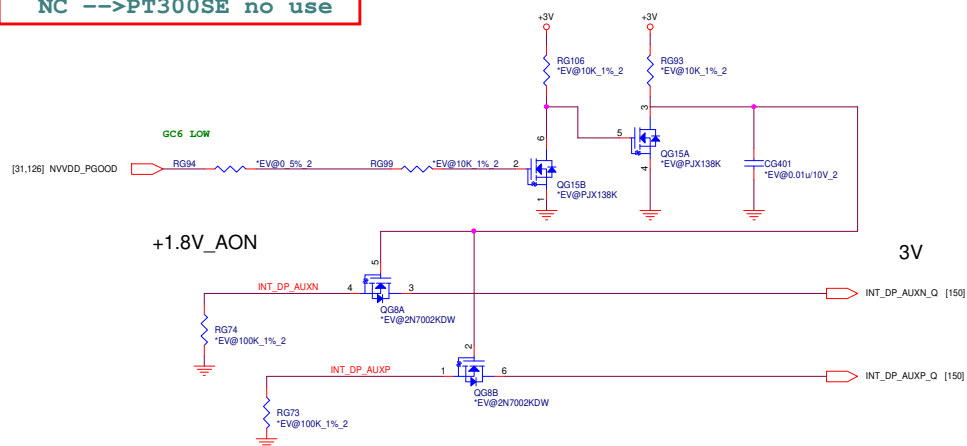 NC -->PT300SE no use
+3V
+3V
RG106
*EV@10K_1%_2
RG93
*EV@10K_1%_2
3
6
5
GC6 LOW
[31,126] NVVDD_PGOOD
RG94
*EV@0_5%_2
RG99
*EV@10K_1%_2
2
QG15A
*EV@PJX138K
4
CG401
*EV@0.01u/10V_2
QG15B
*EV@PJX138K
1
+1.8V_AON
3V
5
INT_DP_AUXN
4
3
INT_DP_AUXN_Q [150]
QG8A
*EV@2N7002KDW
RG74
*EV@100K_1%_2
2
INT_DP_AUXP
1
6
INT_DP_AUXP_Q [150]
QG8B
*EV@2N7002KDW
RG73
*EV@100K_1%_2